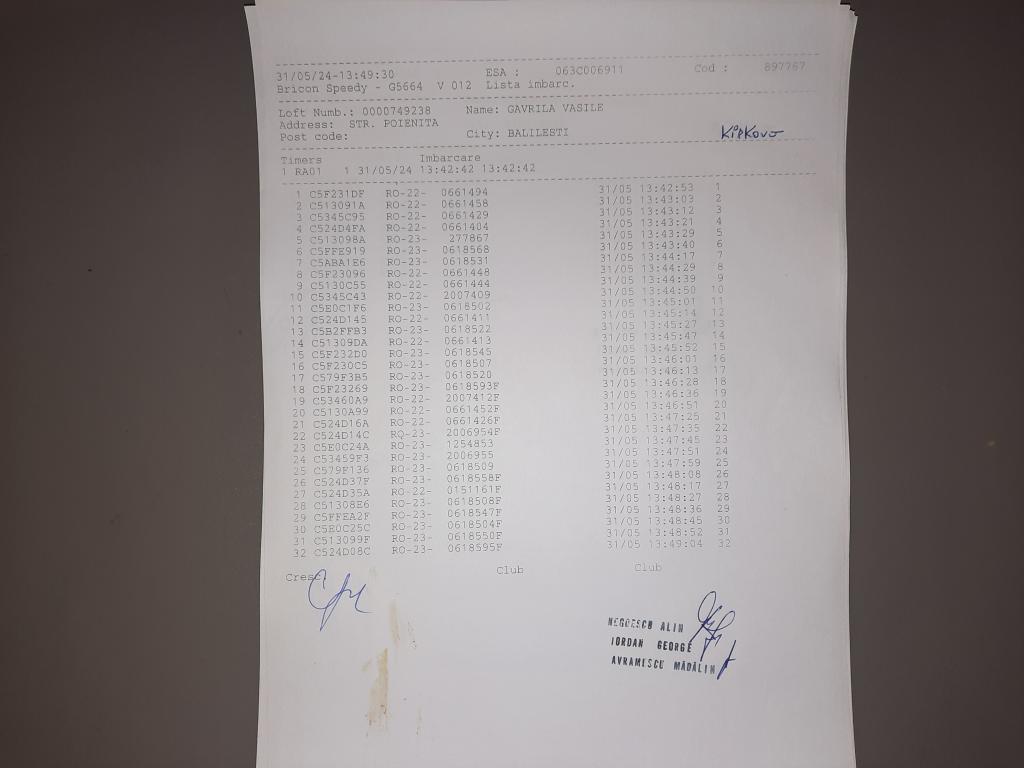 31/05/24-13:49:30 ESA : 063C006911 Cod : 897767
Bricon Speedy - G5664 V 012 Lista imbarc.
Loft Numb.: 0000749238 Name: GAVRILA VASILE
Address: STR. POIENITA
Post code: City: BALILESTI KIRKOVO
Timers Imbarcare
1 RA01 1 31/05/24 13:42:42 13:42:42
1 C5F231DF RO-22- 0661494 31/05 13:42:53 1
2 C513091A RO-22- 0661458 31/05 13:43:03 2
3 C5345C95 RO-22- 0661429 31/05 13:43:12 3
4 C524D4FA RO-22- 0661404 31/05 13:43:21 4
5 C513098A RO-23- 277867 31/05 13:43:29 5
6 C5FFE919 RO-23- 0618568 31/05 13:43:40 6
7 C5ABA1E6 RO-23- 0618531 31/05 13:44:17 7
8 C5F23096 RO-22- 0661448 31/05 13:44:29 8
9 C5130C55 RO-22- 0661444 31/05 13:44:39 9
10 C5345C43 RO-22- 2007409 31/05 13:44:50 10
11 C5E0C1F6 RO-23- 0618502 31/05 13:45:01 11
12 C524D145 RO-22- 0661411 31/05 13:45:14 12
13 C5B2FFB3 RO-23- 0618522 31/05 13:45:27 13
14 C51309DA RO-22- 0661413 31/05 13:45:47 14
15 C5F232D0 RO-23- 0618545 31/05 13:45:52 15
16 C5F230C5 RO-23- 0618507 31/05 13:46:01 16
17 C579F3B5 RO-23- 0618520 31/05 13:46:13 17
18 C5F23269 RO-23- 0618593F 31/05 13:46:28 18
19 C53460A9 RO-22- 2007412F 31/05 13:46:36 19
20 C5130A99 RO-22- 0661452F 31/05 13:46:51 20
21 C524D16A RO-22- 0661426F 31/05 13:47:25 21
22 C524D14C RO-23- 2006954F 31/05 13:47:35 22
23 C5E0C24A RO-23- 1254853 31/05 13:47:45 23
24 C53459F3 RO-23- 2006955 31/05 13:47:51 24
25 C579F136 RO-23- 0618509 31/05 13:47:59 25
26 C524D37F RO-23- 0618558F 31/05 13:48:08 26
27 C524D35A RO-22- 0151161F 31/05 13:48:17 27
28 C51308E6 RO-23- 0618508F 31/05 13:48:27 28
29 C5FFEA2F RO-23- 0618547F 31/05 13:48:36 29
30 C5E0C25C RO-23- 0618504F 31/05 13:48:45 30
31 C513099F RO-23- 0618550F 31/05 13:48:52 31
32 C524D08C RO-23- 0618595F 31/05 13:49:04 32
Cresc. Club Club
NEGOESCU ALIN
IORDAN GEORGE
AVRAMISCU MĂDĂLIN